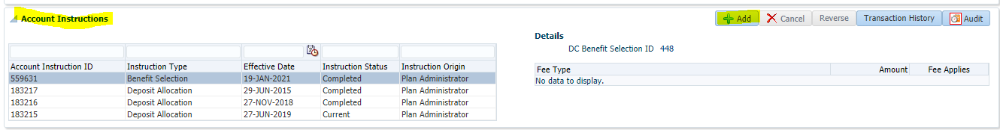 Account Instructions
Add Cancel Reverse Transaction History Audit
Details
DC Benefit Selection ID 448
Account Instruction ID Instruction Type Effective Date Instruction Status Instruction Origin
559631 Benefit Selection 19-JAN-2021 Completed Plan Administrator
183217 Deposit Allocation 29-JUN-2015 Completed Plan Administrator
183216 Deposit Allocation 27-NOV-2018 Completed Plan Administrator
183215 Deposit Allocation 27-JUN-2019 Current Plan Administrator
Fee Type Amount Fee Applies
No data to display.